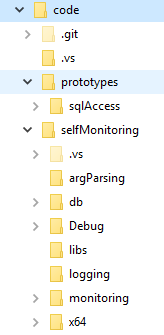 code
.git
.vs
prototypes
sqlAccess
selfMonitoring
.vs
argParsing
db
Debug
libs
logging
monitoring
x64